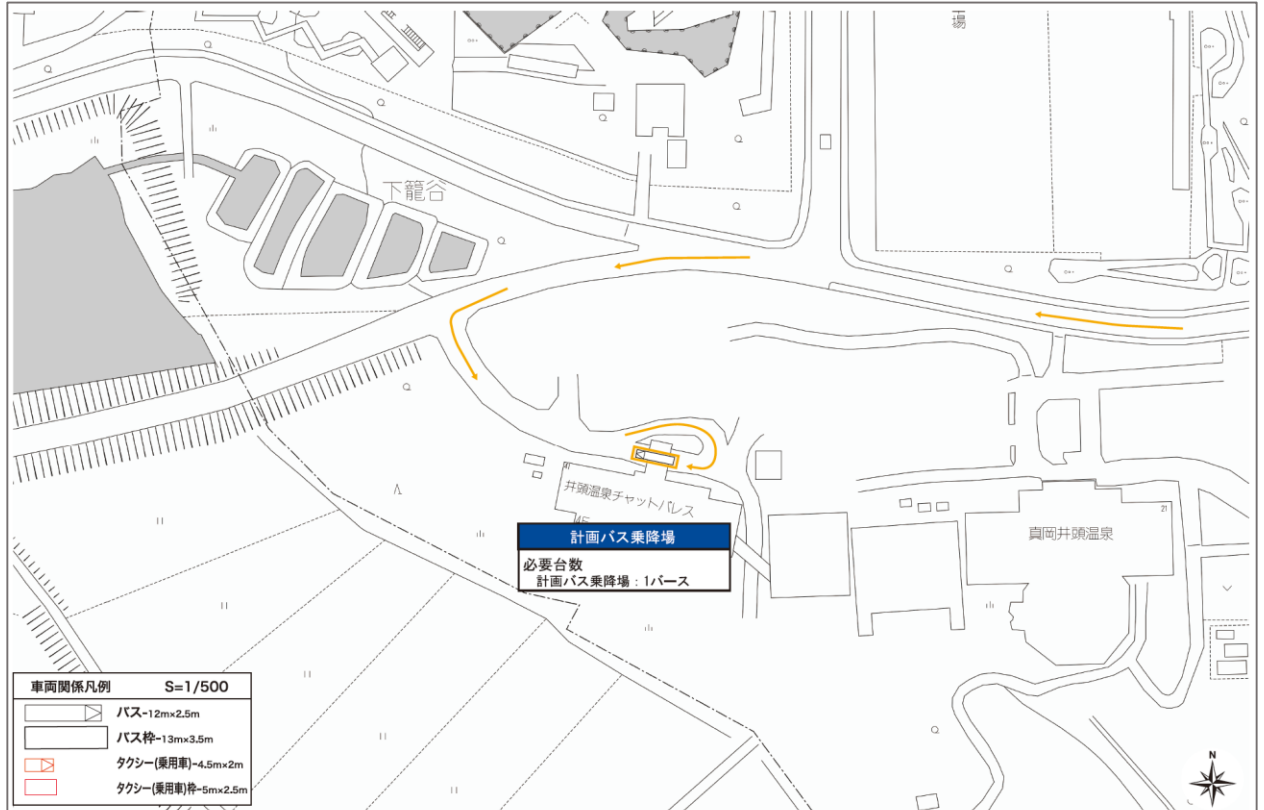 場
下籠谷
井頭温泉チャットパレス
計画バス乗降場
必要台数
計画バス乗降場：1バース
真岡井頭温泉
21
車両関係凡例 S=1/500
バス-12m×2.5m
バス枠-13m×3.5m
タクシー(乗用車)-4.5m×2m
タクシー(乗用車)枠-5m×2.5m
N